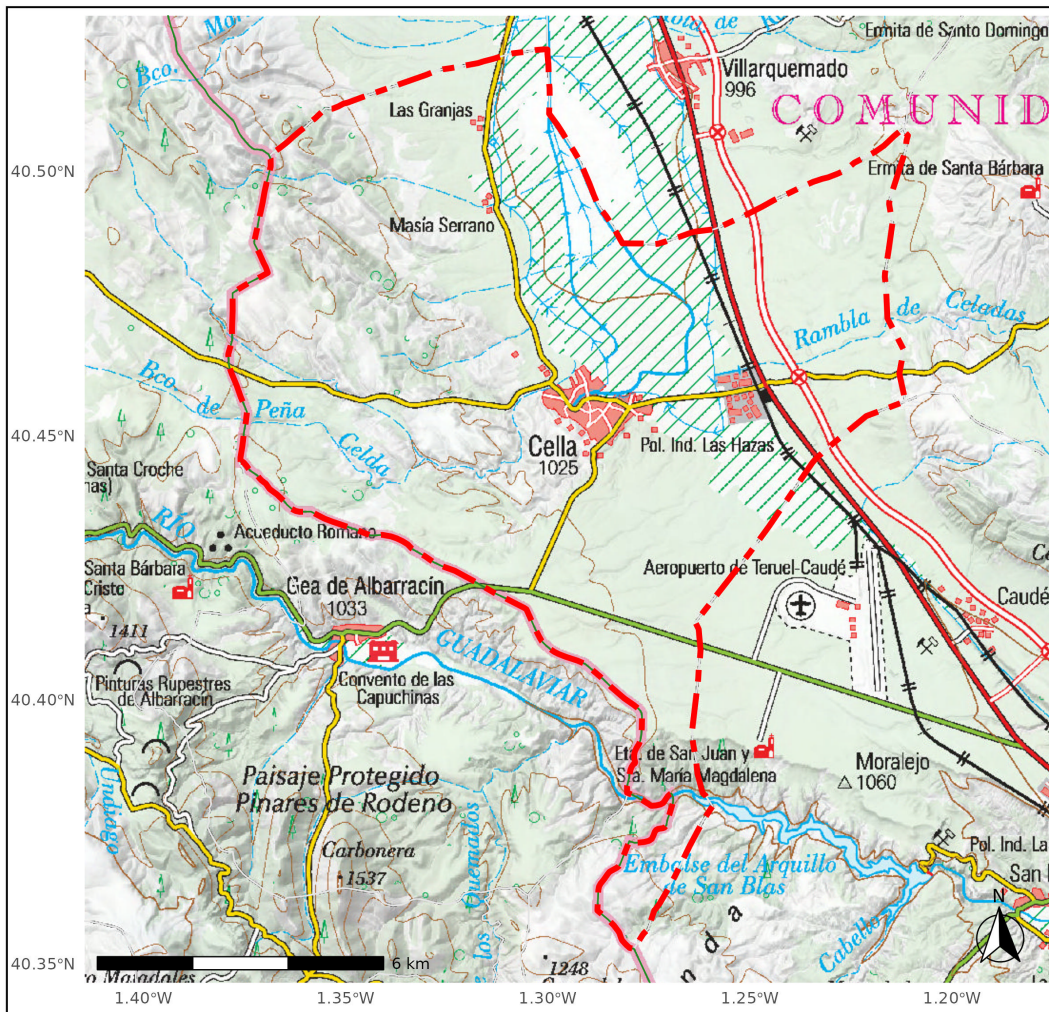 Ermita de Santo Domingo
Bco.
Villarquemado
996
COMUNID
Las Granjas
40.50°N
Ermita de Santa Bárbara
Masía Serrano
Rambla de Celadas
Bco de Peña Celda
40.45°N
Cella
1025
Pol. Ind. Las Hazas
Santa Croche
RÍO
Acueducto Romano
Santa Bárbara
Cristo
Gea de Albarracín
1033
Aeropuerto de Teruel-Caudé
Caudé
1411
GUADALAVIAR
Pinturas Rupestres
de Albarracín
Convento de las
Capuchinas
40.40°N
Eta. de San Juan y
Sta. María Magdalena
Moralejo
1060
Paisaje Protegido
Pinares de Rodeno
Carbonera
1537
de los Quemados
Embalse del Arquillo
de San Blas
Pol. Ind. La
San
N
Cabello
n d a
1248
40.35°N
6 km
1.40°W
1.35°W
1.30°W
1.25°W
1.20°W